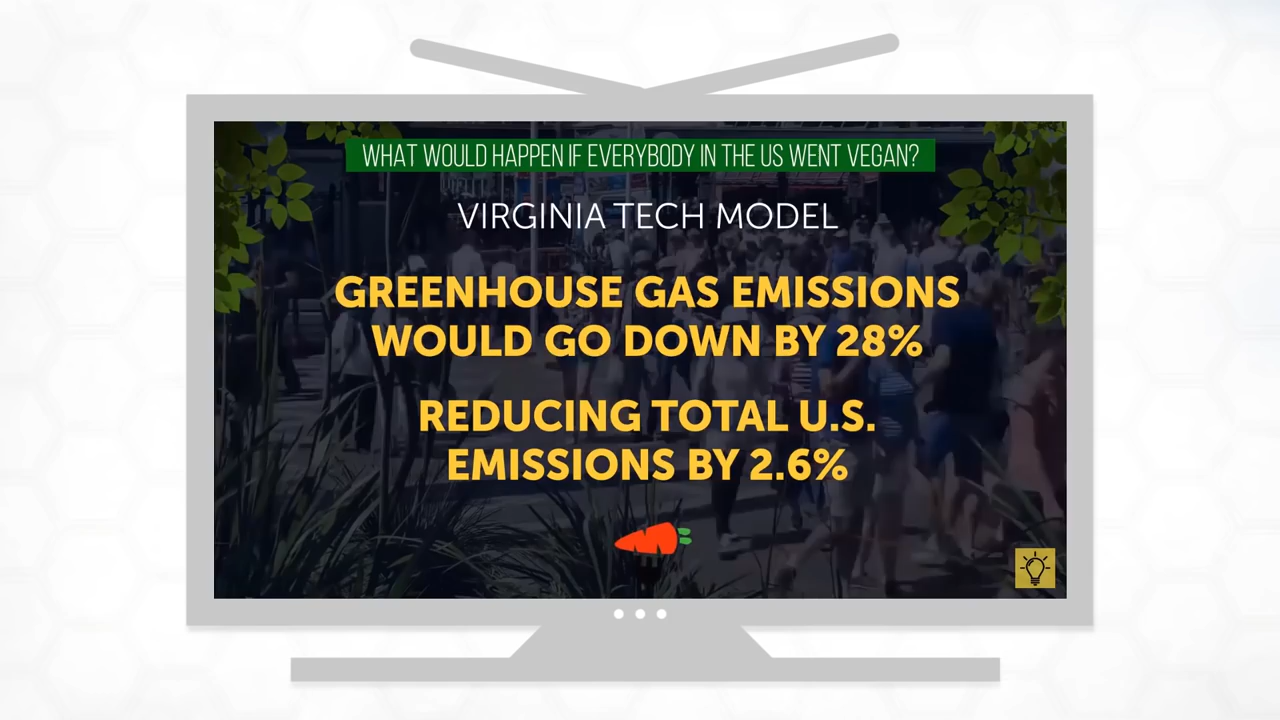 WHAT WOULD HAPPEN IF EVERYBODY IN THE US WENT VEGAN?
VIRGINIA TECH MODEL
GREENHOUSE GAS EMISSIONS
WOULD GO DOWN BY 28%
REDUCING TOTAL U.S.
EMISSIONS BY 2.6%